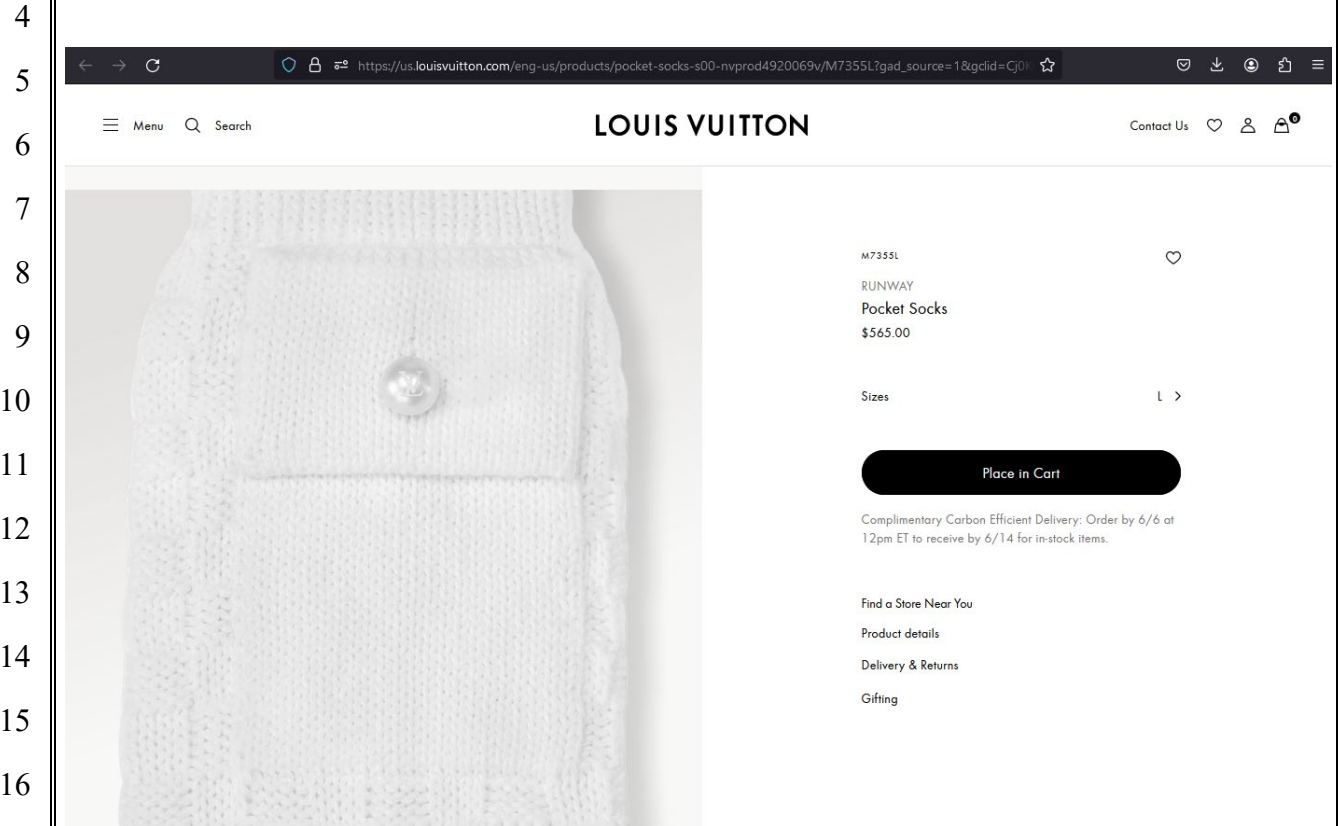 4
5
https://us.louisvuitton.com/eng-us/products/pocket-socks-s00-nvprod4920069v/M7355L?gad_source=1&gclid=Cj0
6
Menu Search LOUIS VUITTON Contact Us 0
7
8
M7355L
RUNWAY
Pocket Socks
9
$565.00
10
Sizes L >
11
Place in Cart
12
Complimentary Carbon Efficient Delivery: Order by 6/6 at
12pm ET to receive by 6/14 for in-stock items.
13
Find a Store Near You
14
Product details
Delivery & Returns
15
Gifting
16